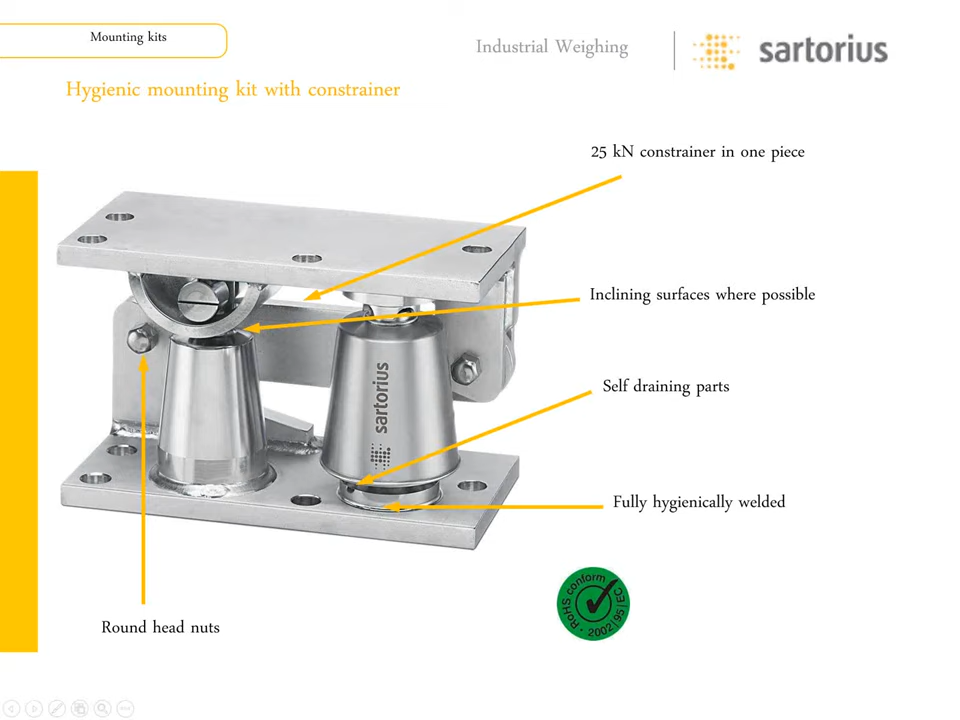 Mounting kits
Industrial Weighing
sartorius
Hygienic mounting kit with constrainer
25 kN constrainer in one piece
Inclining surfaces where possible
sartorius
Self draining parts
Fully hygienically welded
RoHS conform
· 2002|95|EC
Round head nuts